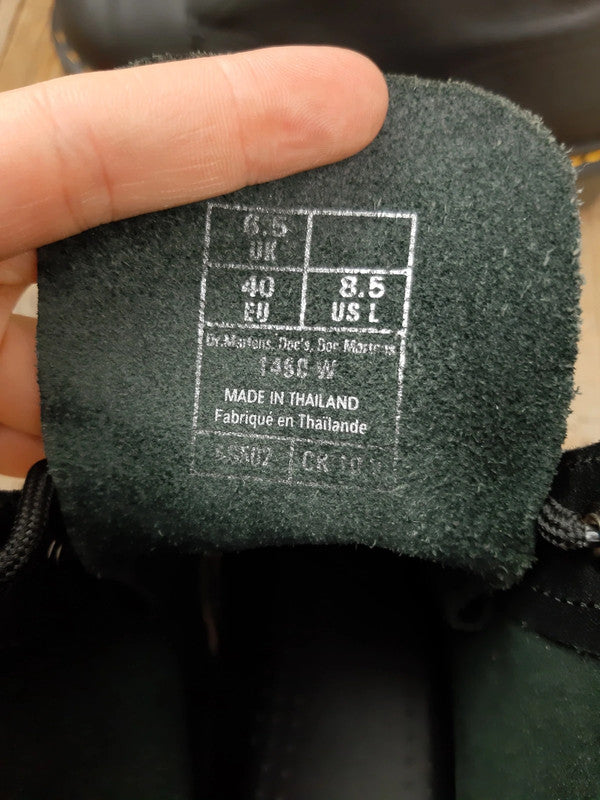 6.5
UK
40
EU
8.5
US L
Dr.Martens, Doc's, Doc Martens
1460 W
MADE IN THAILAND
Fabriqué en Thaïlande